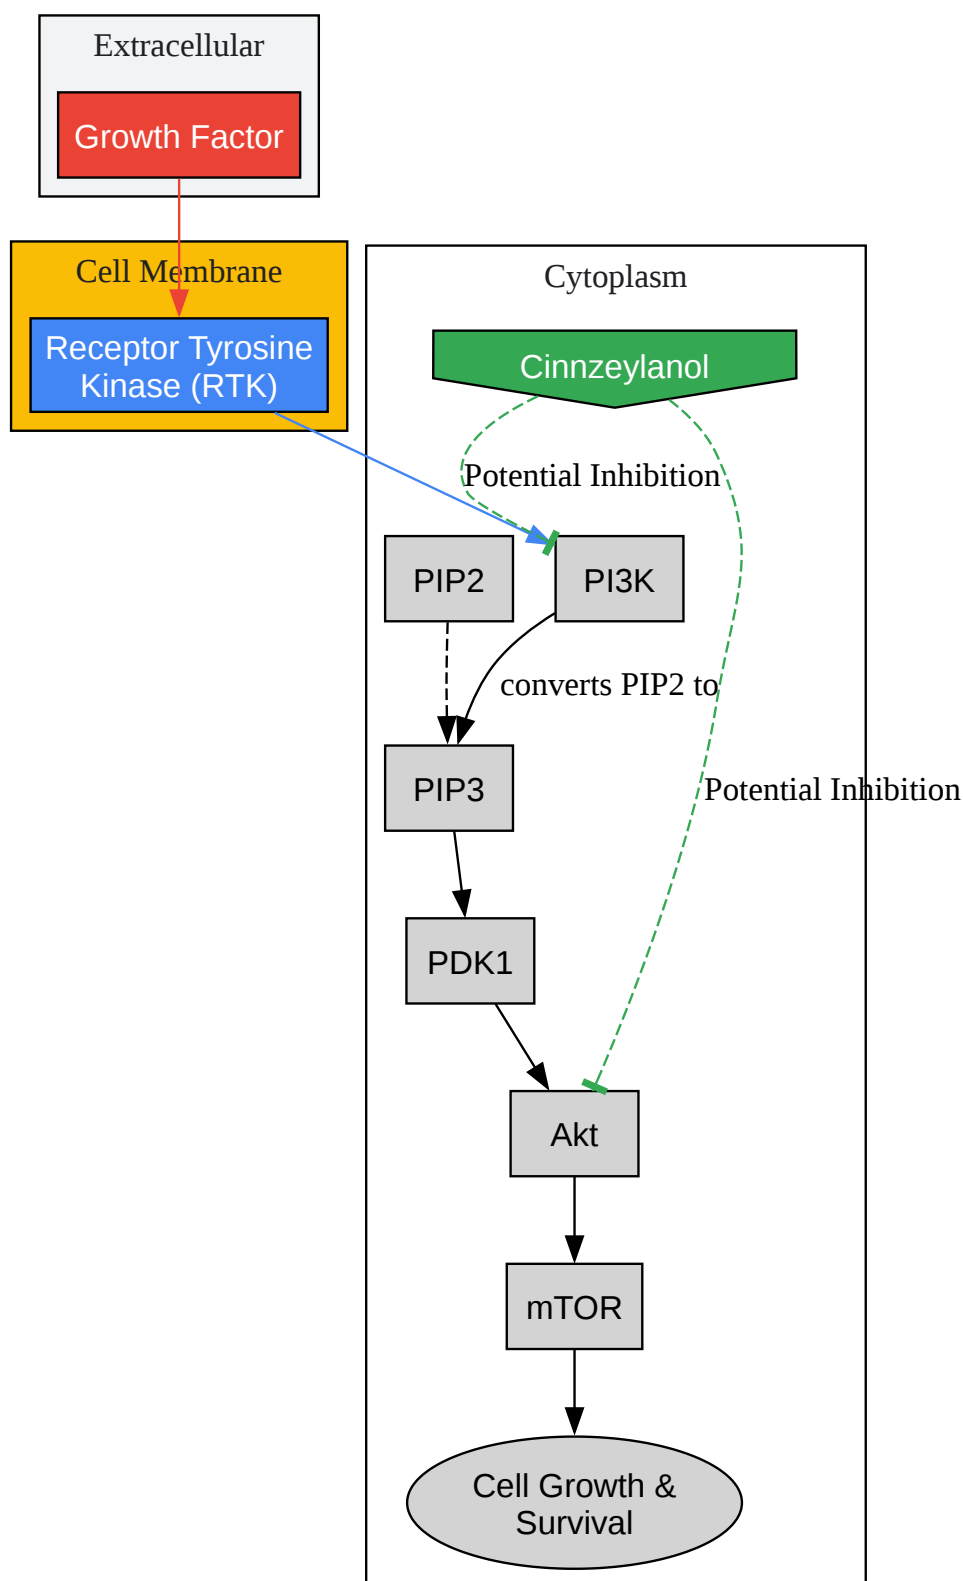 Extracellular
Growth Factor
Cell Membrane
Receptor Tyrosine
Kinase (RTK)
Cytoplasm
Cinnzeylanol
Potential Inhibition
PIP2
PI3K
converts PIP2 to
PIP3
Potential Inhibition
PDK1
Akt
mTOR
Cell Growth &
Survival